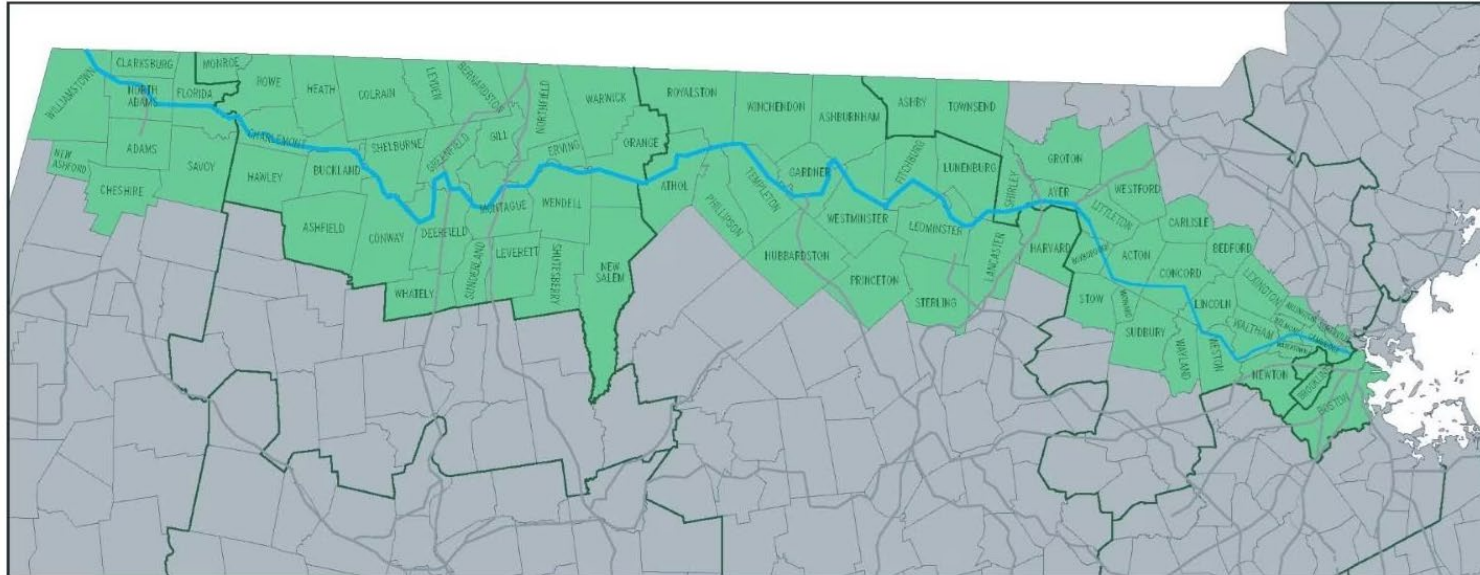 WILLIAMSTOWN
CLARKSBURG
NORTH
ADAMS
FLORIDA
MONROE
ROWE
HEATH
COLRAIN
LEYDEN
BERNARDSTON
NORTHFIELD
WARWICK
ROYALSTON
WINCHENDON
ASHBURNHAM
ASHBY
TOWNSEND
NEW
ASHFORD
ADAMS
SAVOY
CHESHIRE
CHARLEMONT
HAWLEY
BUCKLAND
SHELBURNE
GREENFIELD
GILL
ERVING
ORANGE
ATHOL
PHILLIPSON
TEMPLETON
GARDNER
WESTMINSTER
FITCHBURG
LUNENBURG
LEOMINSTER
SHIRLEY
GROTON
AYER
WESTFORD
LITTLETON
ASHFIELD
CONWAY
DEERFIELD
MONTAGUE
WENDELL
SUNDERLAND
LEVERETT
SHUTESBERRY
NEW
SALEM
WHATELY
HUBBARDSTON
PRINCETON
STERLING
LANCASTER
HARVARD
CARLISLE
ACTON
BEDFORD
CONCORD
LEXINGTON
STOW
SUDBURY
LINCOLN
WALTHAM
WAYLAND
WESTON
NEWTON
BROOKLINE
BOSTON